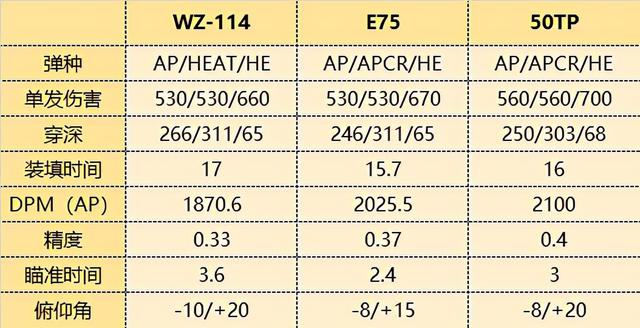 WZ-114 E75 50TP
弹种 AP/HEAT/HE AP/APCR/HE AP/APCR/HE
单发伤害 530/530/660 530/530/670 560/560/700
穿深 266/311/65 246/311/65 250/303/68
装填时间 17 15.7 16
DPM（AP） 1870.6 2025.5 2100
精度 0.33 0.37 0.4
瞄准时间 3.6 2.4 3
俯仰角 -10/+20 -8/+15 -8/+20